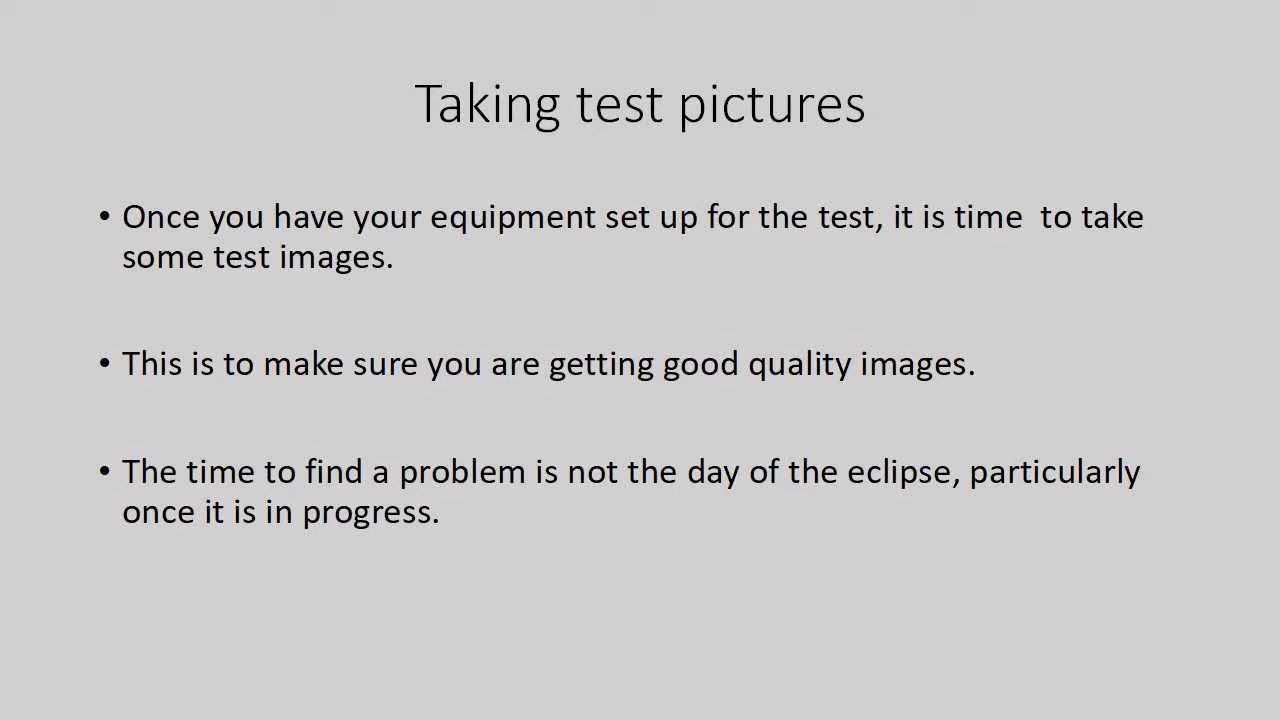 Taking test pictures
• Once you have your equipment set up for the test, it is time  to take
some test images.
• This is to make sure you are getting good quality images.
• The time to find a problem is not the day of the eclipse, particularly
once it is in progress.